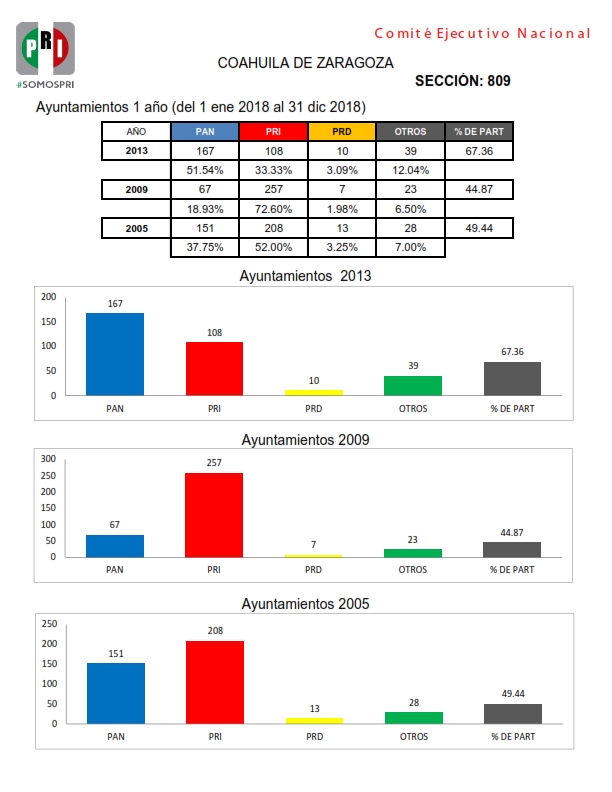 Comité Ejecutivo Nacional
PRI
#SOMOSPRI
COAHUILA DE ZARAGOZA
SECCIÓN: 809
Ayuntamientos 1 año (del 1 ene 2018 al 31 dic 2018)
AÑO PAN PRI PRD OTROS % DE PART
2013 167 108 10 39 67.36
51.54% 33.33% 3.09% 12.04%
2009 67 257 7 23 44.87
18.93% 72.60% 1.98% 6.50%
2005 151 208 13 28 49.44
37.75% 52.00% 3.25% 7.00%
Ayuntamientos 2013
200
150
100
50
0
167 108 10 39 67.36
PAN PRI PRD OTROS % DE PART
Ayuntamientos 2009
300
250
200
150
100
50
0
67 257 7 23 44.87
PAN PRI PRD OTROS % DE PART
Ayuntamientos 2005
250
200
150
100
50
0
151 208 13 28 49.44
PAN PRI PRD OTROS % DE PART